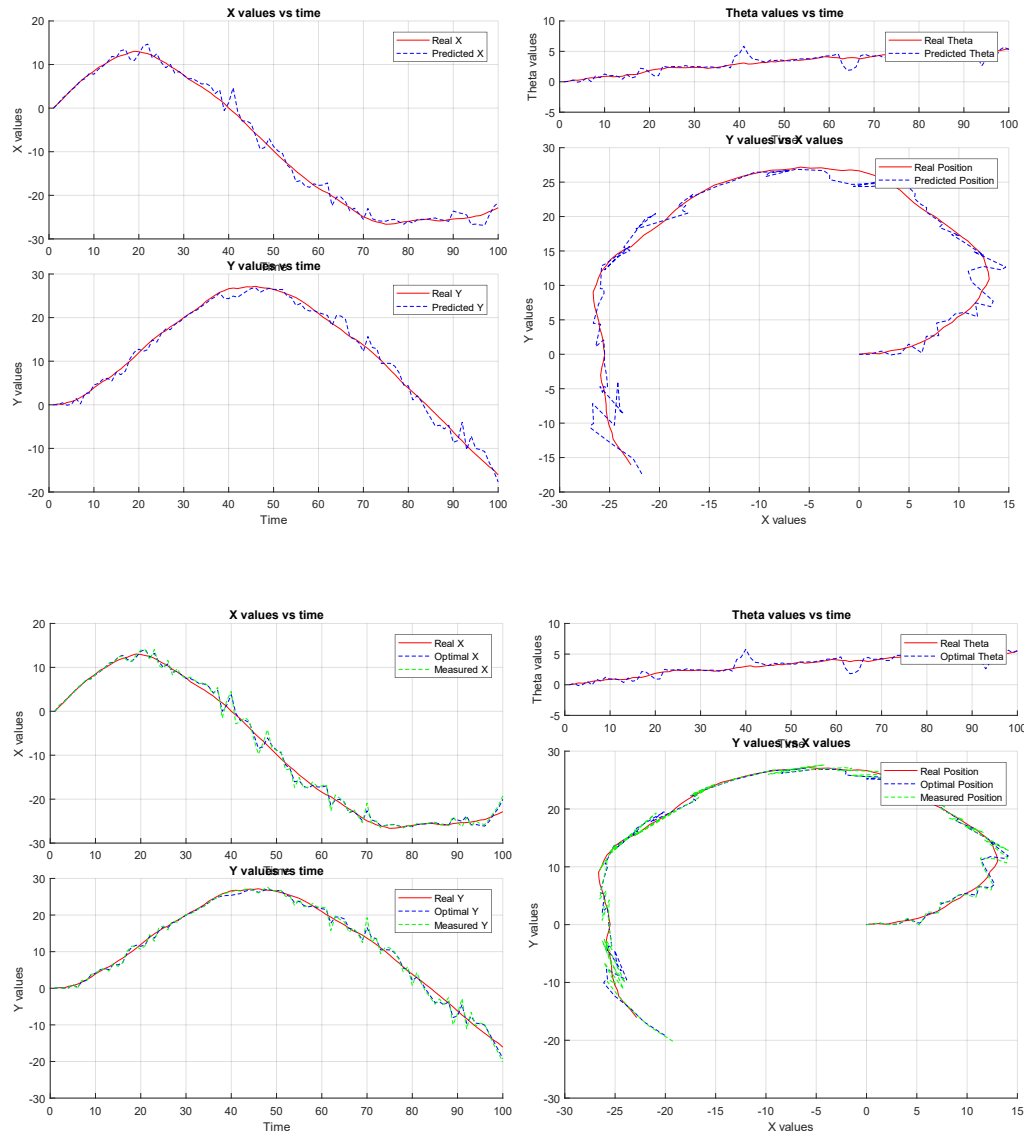 X values vs time
20
10
0
-10
-20
-30
X values
Real X
Predicted X
0 10 20 30 40 50 60 70 80 90 100
Time
Y values vs time
30
20
10
0
-10
-20
Y values
Real Y
Predicted Y
0 10 20 30 40 50 60 70 80 90 100
Time
Theta values vs time
10
5
0
-5
Theta values
Real Theta
Predicted Theta
0 10 20 30 40 50 60 70 80 90 100
Time
Y values vs X values
30
25
20
15
10
5
0
-5
-10
-15
-20
Y values
Real Position
Predicted Position
-30 -25 -20 -15 -10 -5 0 5 10 15
X values
X values vs time
20
10
0
-10
-20
-30
X values
Real X
Optimal X
Measured X
0 10 20 30 40 50 60 70 80 90 100
Time
Y values vs time
30
20
10
0
-10
-20
-30
Y values
Real Y
Optimal Y
Measured Y
0 10 20 30 40 50 60 70 80 90 100
Time
Theta values vs time
10
5
0
-5
Theta values
Real Theta
Optimal Theta
0 10 20 30 40 50 60 70 80 90 100
Time
Y values vs X values
30
20
10
0
-10
-20
-30
Y values
Real Position
Optimal Position
Measured Position
-30 -25 -20 -15 -10 -5 0 5 10 15
X values